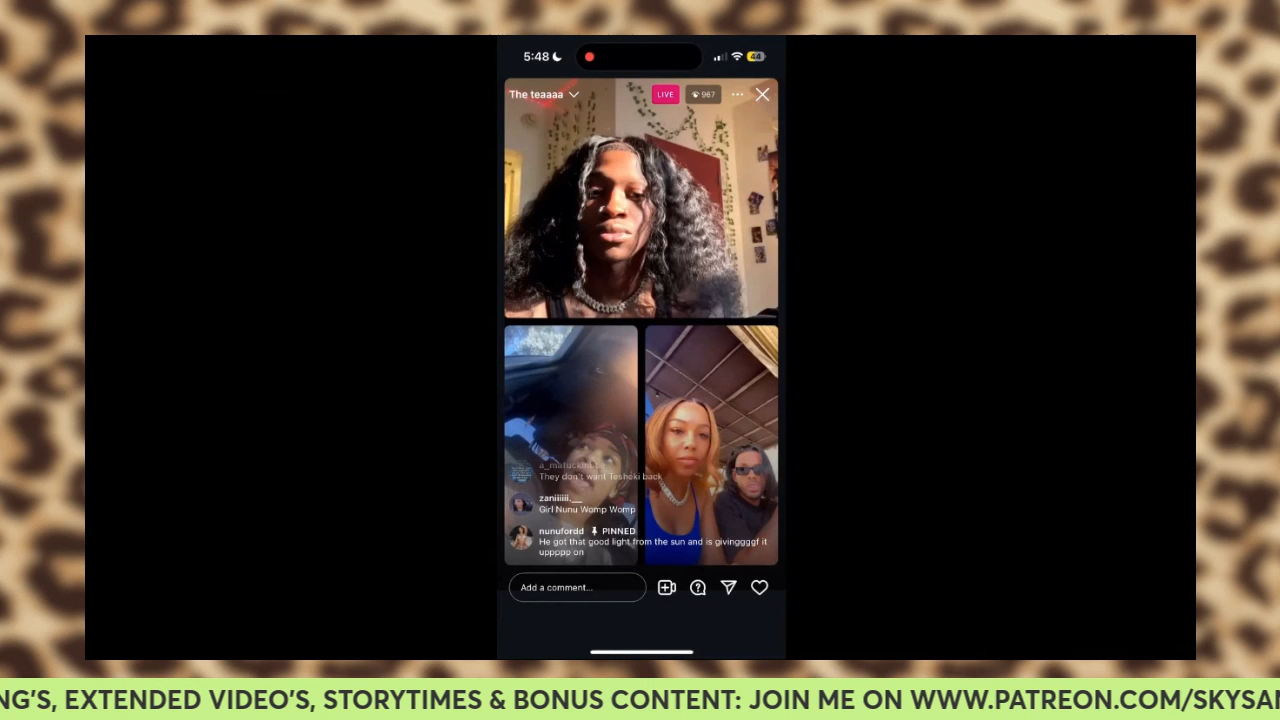 5:48
44
The teaaaa
LIVE
967
They don't want Tesheki back
zaniiiiii.__
Girl Nunu Womp Womp
nunufordd PINNED
He got that good light from the sun and is givinggggf it
uppppp on
Add a comment...
NG'S, EXTENDED VIDEO'S, STORYTIMES & BONUS CONTENT: JOIN ME ON WWW.PATREON.COM/SKYSA